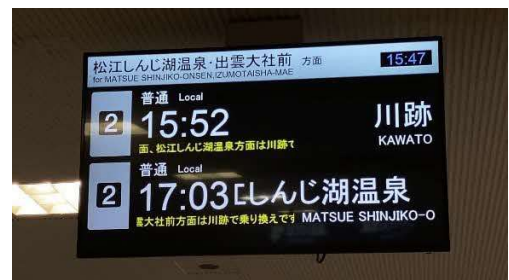 松江しんじ湖温泉・出雲大社前 方面 15:47
for MATSUE SHINJIKO-ONSEN,IZUMOTAISHA-MAE
普通 Local
2 15:52 川跡
面、松江しんじ湖温泉方面は川跡で KAWATO
普通 Local
2 17:03 しんじ湖温泉
大社前方面は川跡で乗り換えです MATSUE SHINJIKO-O